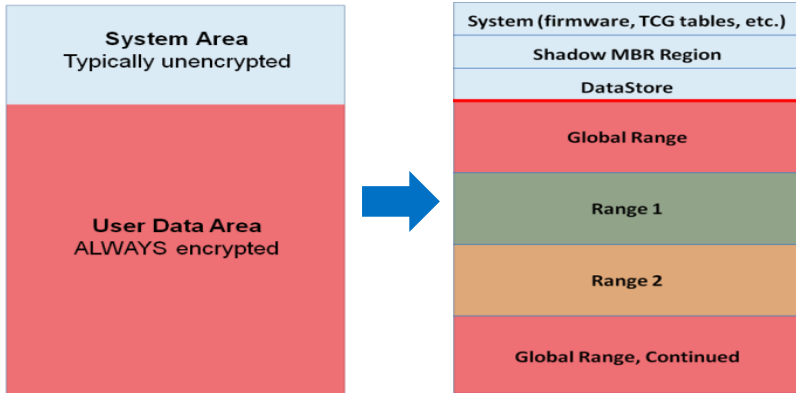 System Area
Typically unencrypted
User Data Area
ALWAYS encrypted
System (firmware, TCG tables, etc.)
Shadow MBR Region
DataStore
Global Range
Range 1
Range 2
Global Range, Continued